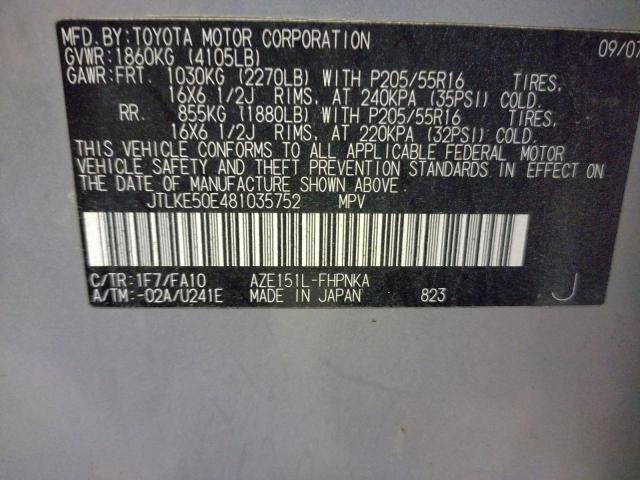 MFD.BY:TOYOTA MOTOR CORPORATION 09/07
GVWR:1860KG (4105LB)
GAWR:FRT. 1030KG (2270LB) WITH P205/55R16 TIRES,
16X6 1/2J RIMS, AT 240KPA (35PSI) COLD.
RR. 855KG (1880LB) WITH P205/55R16 TIRES,
16X6 1/2J RIMS, AT 220KPA (32PSI) COLD.
THIS VEHICLE CONFORMS TO ALL APPLICABLE FEDERAL MOTOR
VEHICLE SAFETY AND THEFT PREVENTION STANDARDS IN EFFECT ON
THE DATE OF MANUFACTURE SHOWN ABOVE.
JTLKE50E481035752 MPV
C/TR:1F7/FA10 AZE151L-FHPNKA
A/TM:-02A/U241E MADE IN JAPAN 823 J